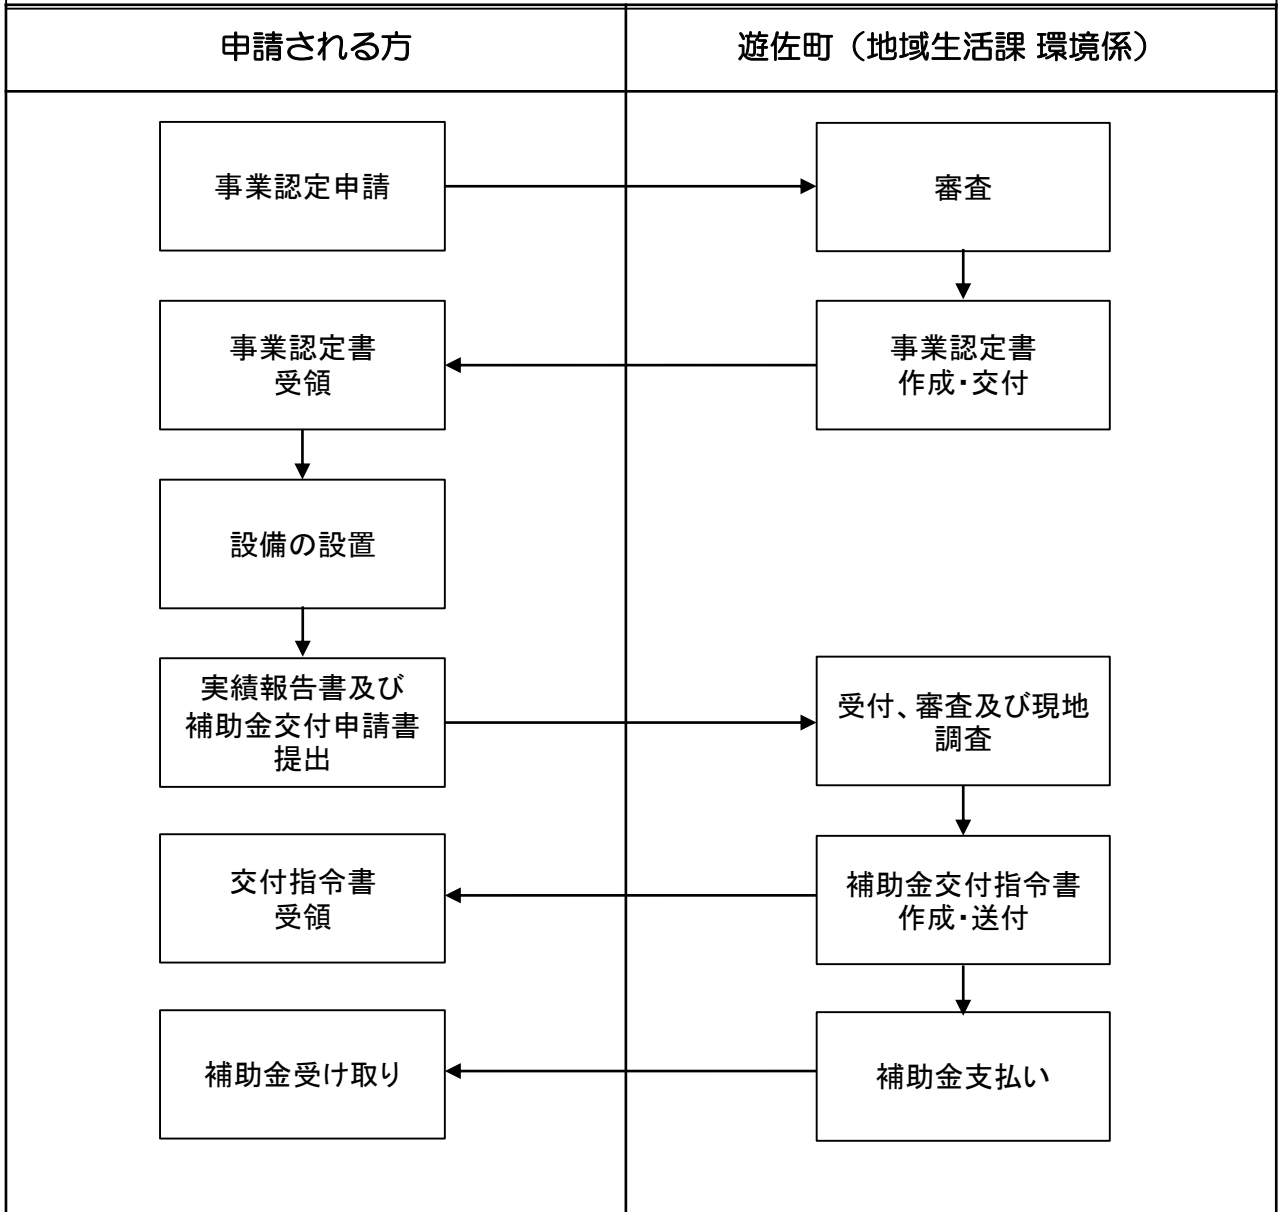 申請される方
遊佐町（地域生活課 環境係）
事業認定申請
審査
事業認定書
受領
事業認定書
作成・交付
設備の設置
実績報告書及び
補助金交付申請書
提出
受付、審査及び現地
調査
交付指令書
受領
補助金交付指令書
作成・送付
補助金受け取り
補助金支払い